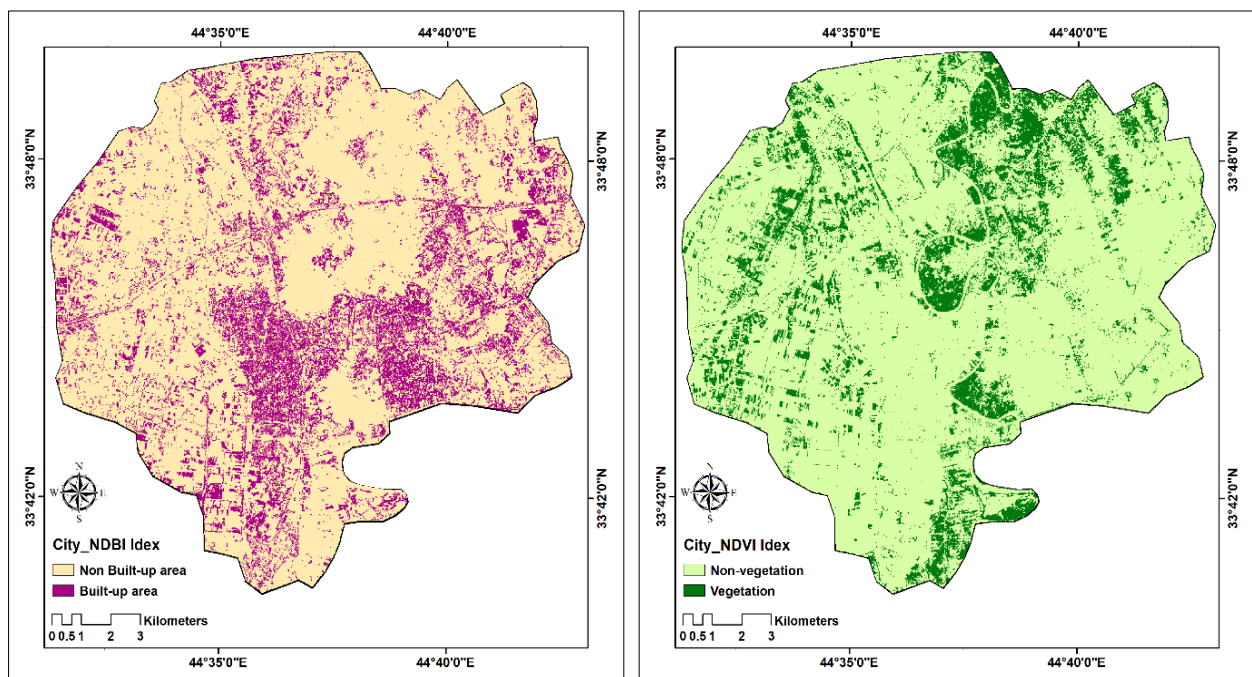 44°35'0"E 44°40'0"E
33°48'0"N 33°48'0"N
33°42'0"N 33°42'0"N
N
W E
S
City_NDBI Idex
Non Built-up area
Built-up area
Kilometers
0 0.5 1 2 3
44°35'0"E 44°40'0"E
44°35'0"E 44°40'0"E
33°48'0"N 33°48'0"N
33°42'0"N 33°42'0"N
N
W E
S
City_NDVI Idex
Non-vegetation
Vegetation
Kilometers
0 0.5 1 2 3
44°35'0"E 44°40'0"E